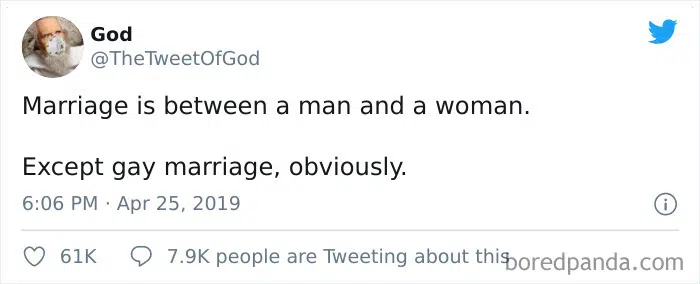 God
@TheTweetOfGod
Marriage is between a man and a woman.
Except gay marriage, obviously.
6:06 PM · Apr 25, 2019
61K 7.9K people are Tweeting about this
boredpanda.com